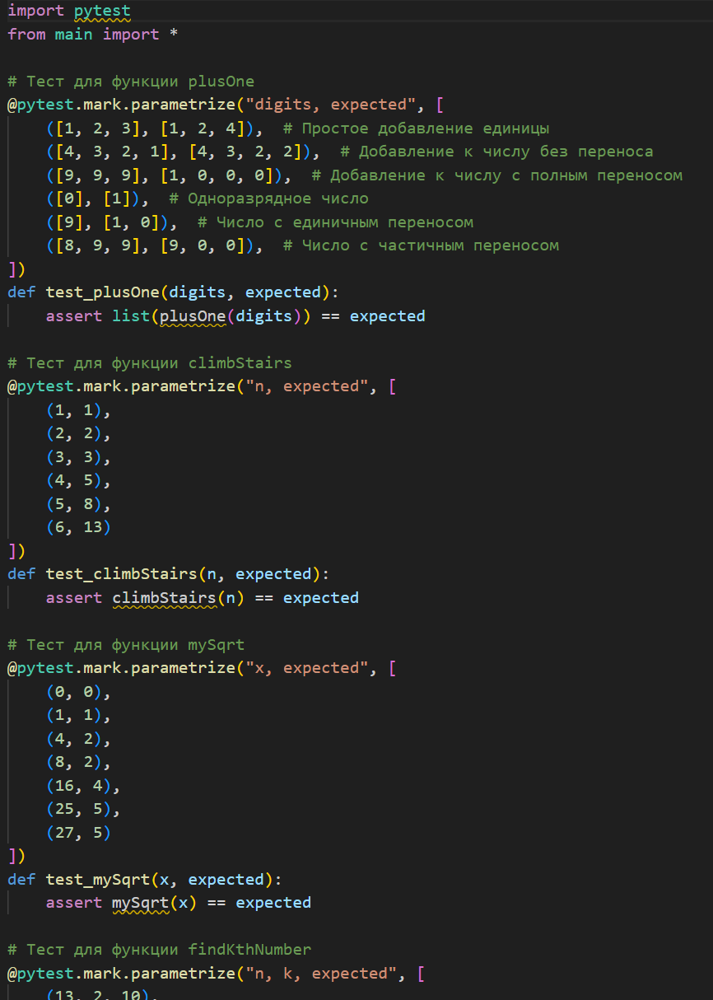 import pytest
from main import *
# Тест для функции plusOne
@pytest.mark.parametrize("digits, expected", [
([1, 2, 3], [1, 2, 4]),  # Простое добавление единицы
([4, 3, 2, 1], [4, 3, 2, 2]),  # Добавление к числу без переноса
([9, 9, 9], [1, 0, 0, 0]),  # Добавление к числу с полным переносом
([0], [1]),  # Одноразрядное число
([9], [1, 0]),  # Число с единичным переносом
([8, 9, 9], [9, 0, 0]),  # Число с частичным переносом
])
def test_plusOne(digits, expected):
assert list(plusOne(digits)) == expected
# Тест для функции climbStairs
@pytest.mark.parametrize("n, expected", [
(1, 1),
(2, 2),
(3, 3),
(4, 5),
(5, 8),
(6, 13)
])
def test_climbStairs(n, expected):
assert climbStairs(n) == expected
# Тест для функции mySqrt
@pytest.mark.parametrize("x, expected", [
(0, 0),
(1, 1),
(4, 2),
(8, 2),
(16, 4),
(25, 5),
(27, 5)
])
def test_mySqrt(x, expected):
assert mySqrt(x) == expected
# Тест для функции findKthNumber
@pytest.mark.parametrize("n, k, expected", [
(13, 2, 10),